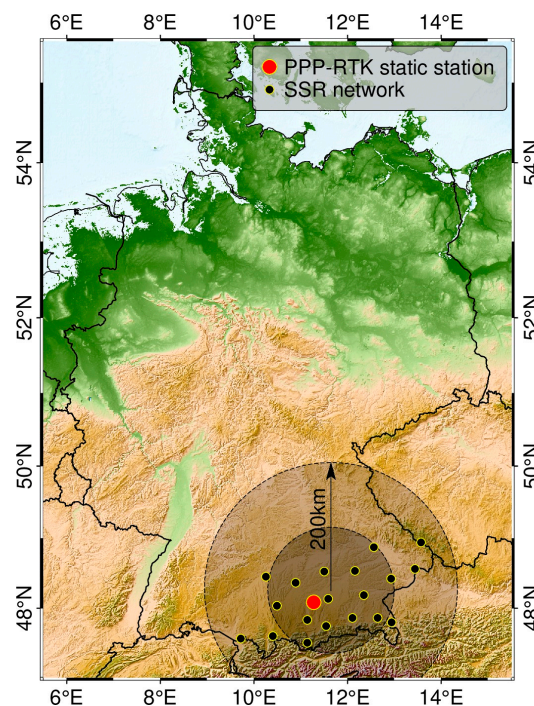 6°E 8°E 10°E 12°E 14°E
PPP-RTK static station
SSR network
54°N 54°N
52°N 52°N
50°N 50°N
200km
48°N 48°N
6°E 8°E 10°E 12°E 14°E